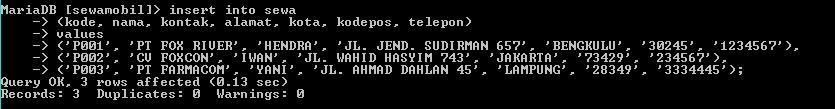 MariaDB [sewamobil]> insert into sewa
    -> (kode, nama, kontak, alamat, kota, kodepos, telepon)
    -> values
    -> ('P001', 'PT FOX RIVER', 'HENDRA', 'JL. JEND. SUDIRMAN 657', 'BENGKULU', '30245', '1234567'),
    -> ('P002', 'CV FOXCON', 'IWAN', 'JL. WAHID HASYIM 743', 'JAKARTA', '73429', '234567'),
    -> ('P003', 'PT FARMACOM', 'YANI', 'JL. AHMAD DAHLAN 45', 'LAMPUNG', '28349', '3334445');
Query OK, 3 rows affected (0.13 sec)
Records: 3  Duplicates: 0  Warnings: 0